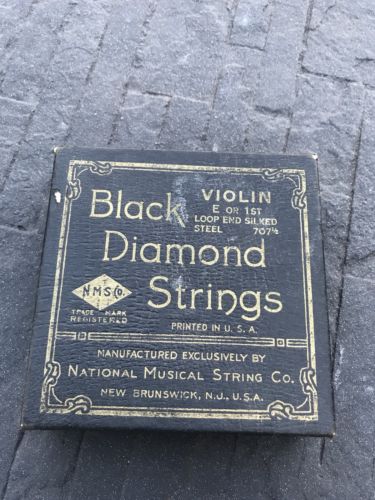 VIOLIN
E OR 1ST
LOOP END SILKED
STEEL 707½
Black
Diamond
Strings
N.M.S.Co.
TRADE MARK
REGISTERED
PRINTED IN U.S.A.
MANUFACTURED EXCLUSIVELY BY
NATIONAL MUSICAL STRING CO.
NEW BRUNSWICK, N.J., U.S.A.